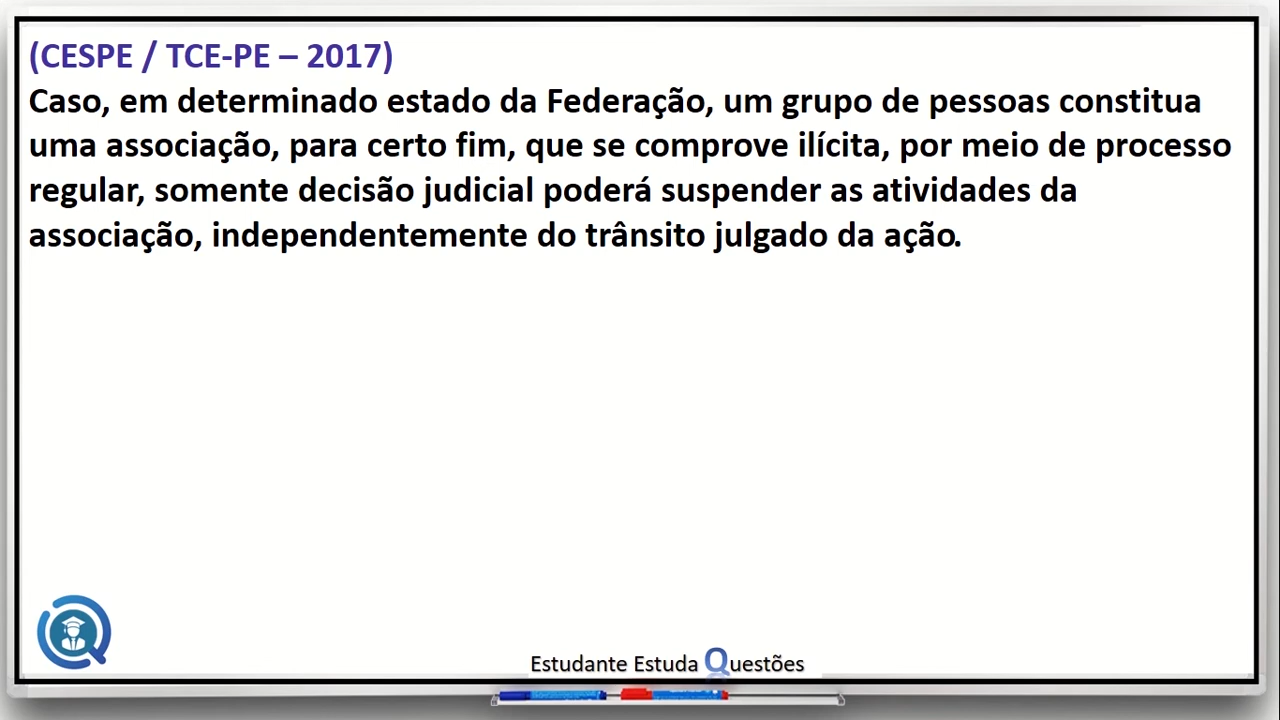 (CESPE / TCE-PE – 2017)
Caso, em determinado estado da Federação, um grupo de pessoas constitua
uma associação, para certo fim, que se comprove ilícita, por meio de processo
regular, somente decisão judicial poderá suspender as atividades da
associação, independentemente do trânsito julgado da ação.
Estudante Estuda Questões